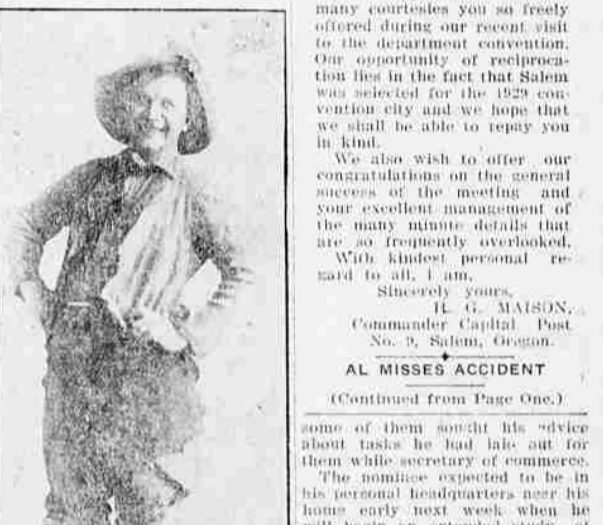 many courtesies you so freely
offered during our recent visit
to the department convention.
Our opportunity of reciproca-
tion lies in the fact that Salem
was selected for the 1929 con-
vention city and we hope that
we shall be able to repay you
in kind.
We also wish to offer our
congratulations on the general
success of the meeting and
your excellent management of
the many minute details that
are so frequently overlooked.
With kindest personal re-
gard to all, I am,
Sincerely yours,
H. G. MAISON,
Commander Capital Post
No. 9, Salem, Oregon.
AL MISSES ACCIDENT
(Continued from Page One.)
some of them sought his advice
about tasks he had laid out for
them while secretary of commerce.
The nominee expected to be in
his personal headquarters near his
home early next week when he
will begin an study of